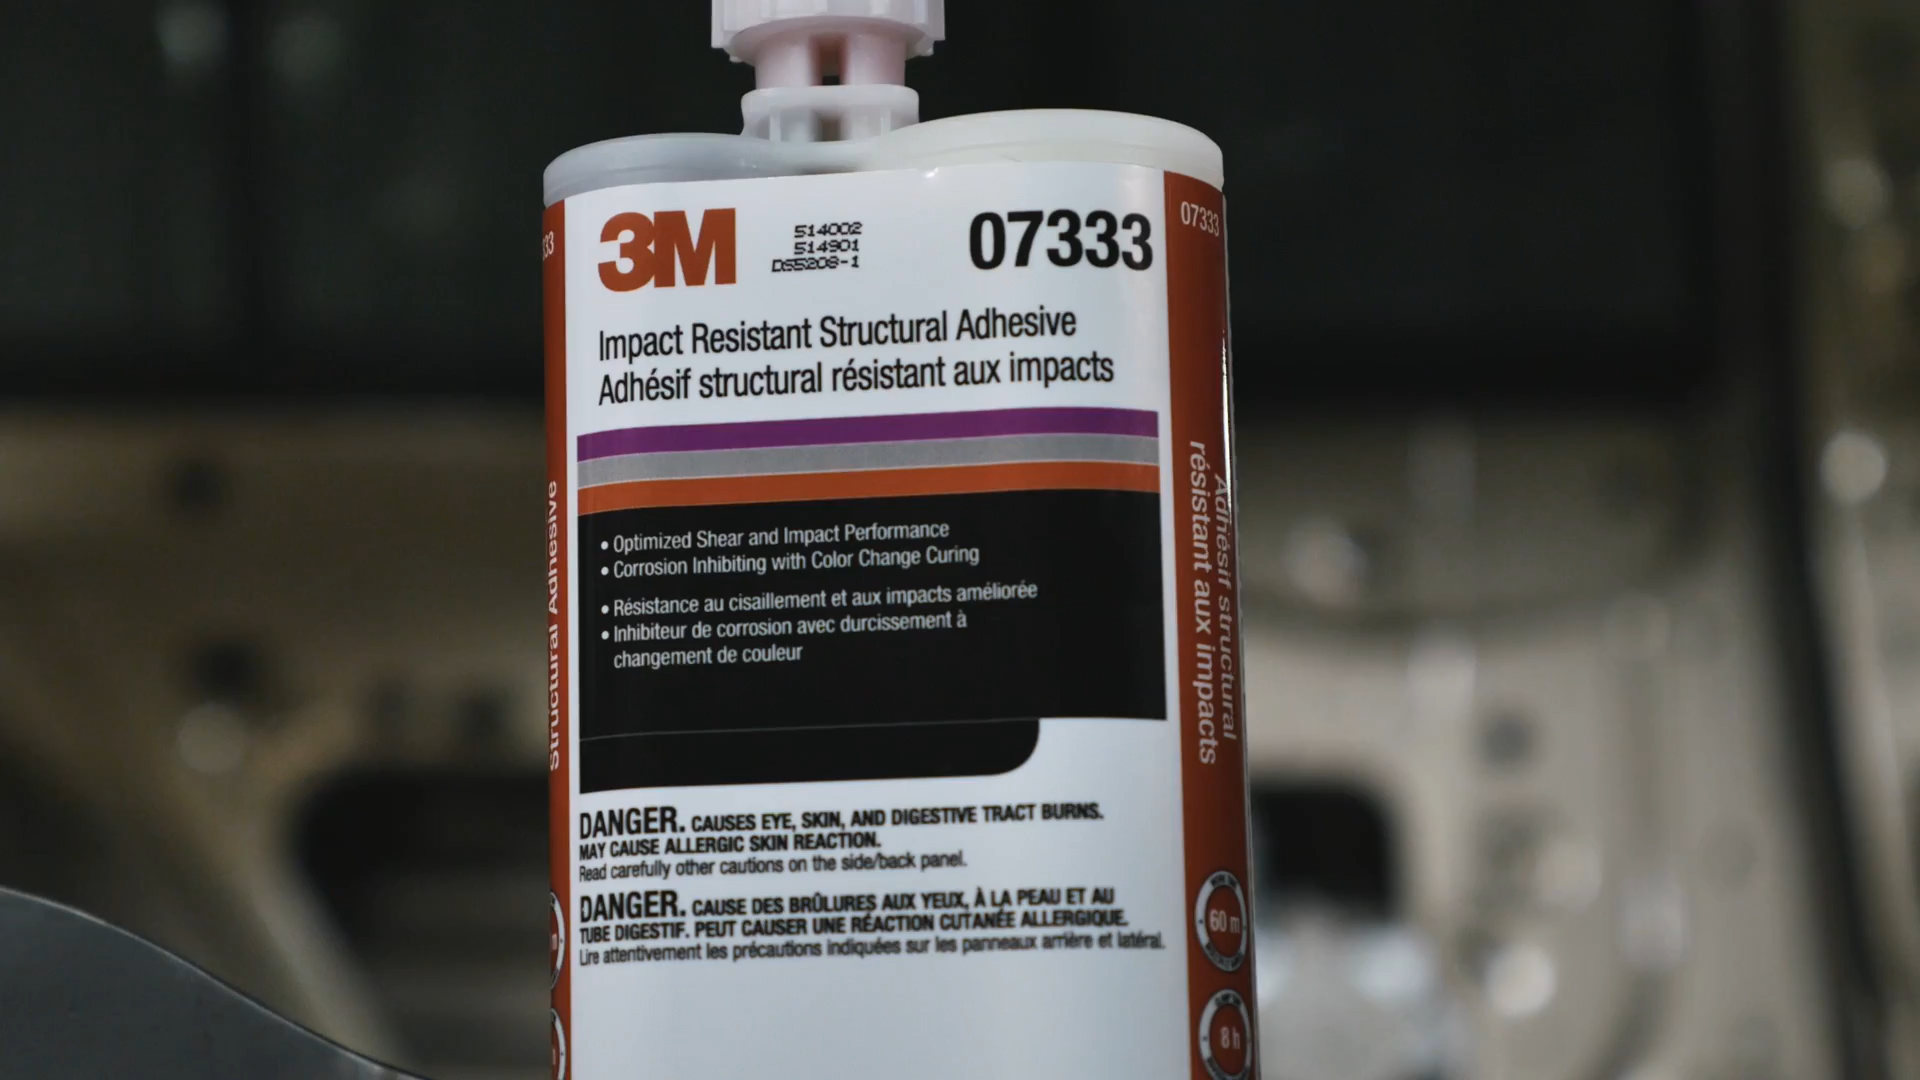 3M
514002
514901
DS5208-1
07333
Impact Resistant Structural Adhesive
Adhésif structural résistant aux impacts
• Optimized Shear and Impact Performance
• Corrosion Inhibiting with Color Change Curing
• Résistance au cisaillement et aux impacts améliorée
• Inhibiteur de corrosion avec durcissement à
changement de couleur
DANGER. CAUSES EYE, SKIN, AND DIGESTIVE TRACT BURNS.
MAY CAUSE ALLERGIC SKIN REACTION.
Read carefully other cautions on the side/back panel.
DANGER. CAUSE DES BRÛLURES AUX YEUX, À LA PEAU ET AU
TUBE DIGESTIF. PEUT CAUSER UNE RÉACTION CUTANÉE ALLERGIQUE.
Lire attentivement les précautions indiquées sur les panneaux arrière et latéral.
33
Structural Adhesive
07333
Adhésif structural
résistant aux impacts
60 m
8 h